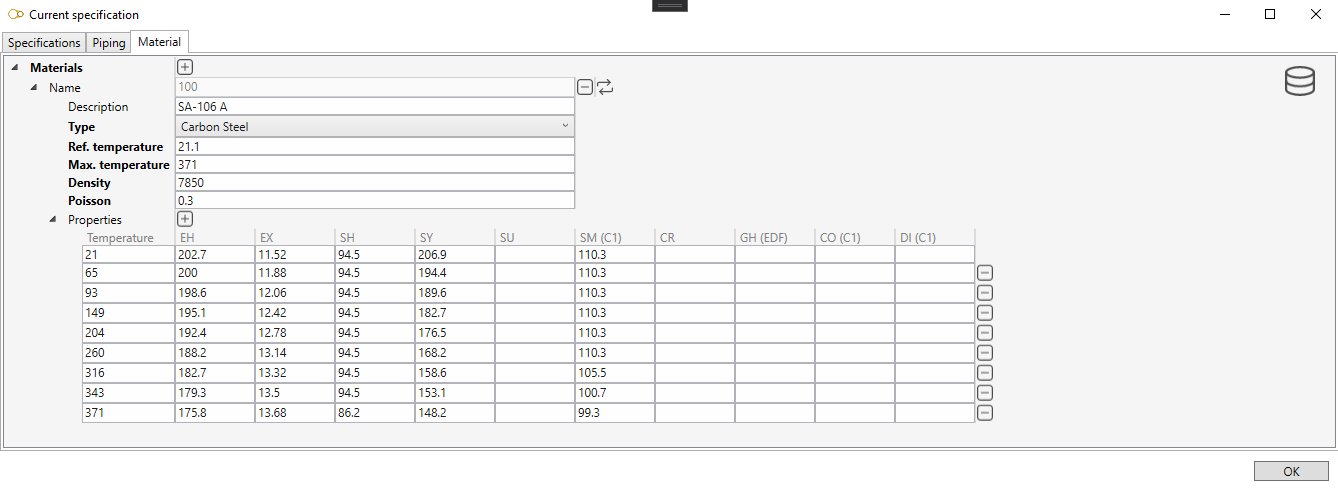 Current specification
Specifications Piping Material
Materials
Name 100
Description SA-106 A
Type Carbon Steel
Ref. temperature 21.1
Max. temperature 371
Density 7850
Poisson 0.3
Properties
Temperature EH EX SH SY SU SM (C1) CR GH (EDF) CO (C1) DI (C1)
21 202.7 11.52 94.5 206.9 110.3
65 200 11.88 94.5 194.4 110.3
93 198.6 12.06 94.5 189.6 110.3
149 195.1 12.42 94.5 182.7 110.3
204 192.4 12.78 94.5 176.5 110.3
260 188.2 13.14 94.5 168.2 110.3
316 182.7 13.32 94.5 158.6 105.5
343 179.3 13.5 94.5 153.1 100.7
371 175.8 13.68 86.2 148.2 99.3
OK